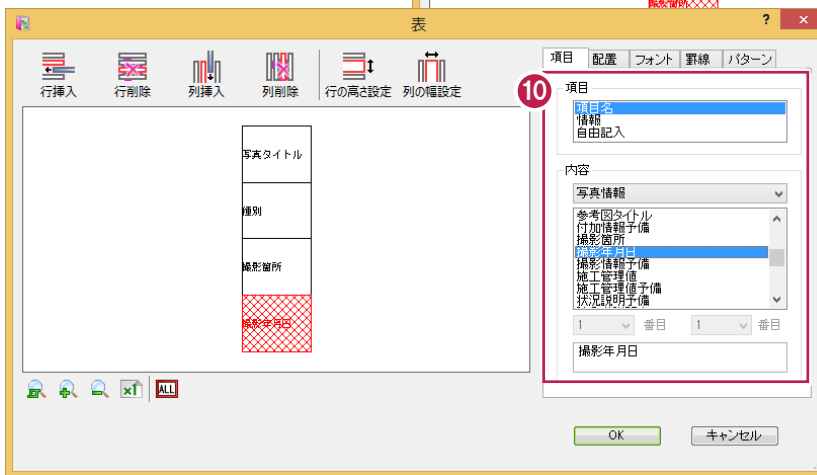 撮影箇所
表
? ×
行挿入 行削除 列挿入 列削除 行の高さ設定 列の幅設定
項目 配置 フォント 罫線 パターン
10
項目
項目名
情報
自由記入
内容
写真情報
参考図タイトル
付加情報予備
撮影箇所
撮影年月日
撮影情報予備
施工管理値
施工管理値予備
状況説明予備
1 番目 1 番目
撮影年月日
写真タイトル
種別
撮影箇所
撮影年月日
×1 ALL
OK キャンセル